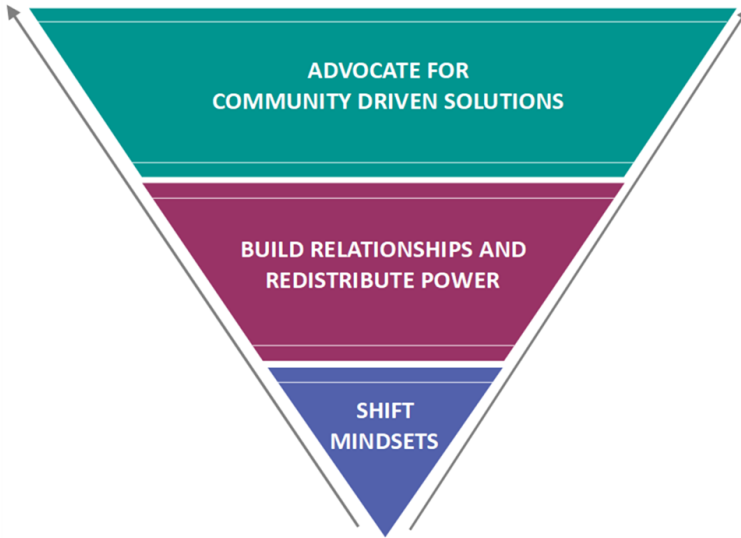 ADVOCATE FOR
COMMUNITY DRIVEN SOLUTIONS
BUILD RELATIONSHIPS AND
REDISTRIBUTE POWER
SHIFT
MINDSETS